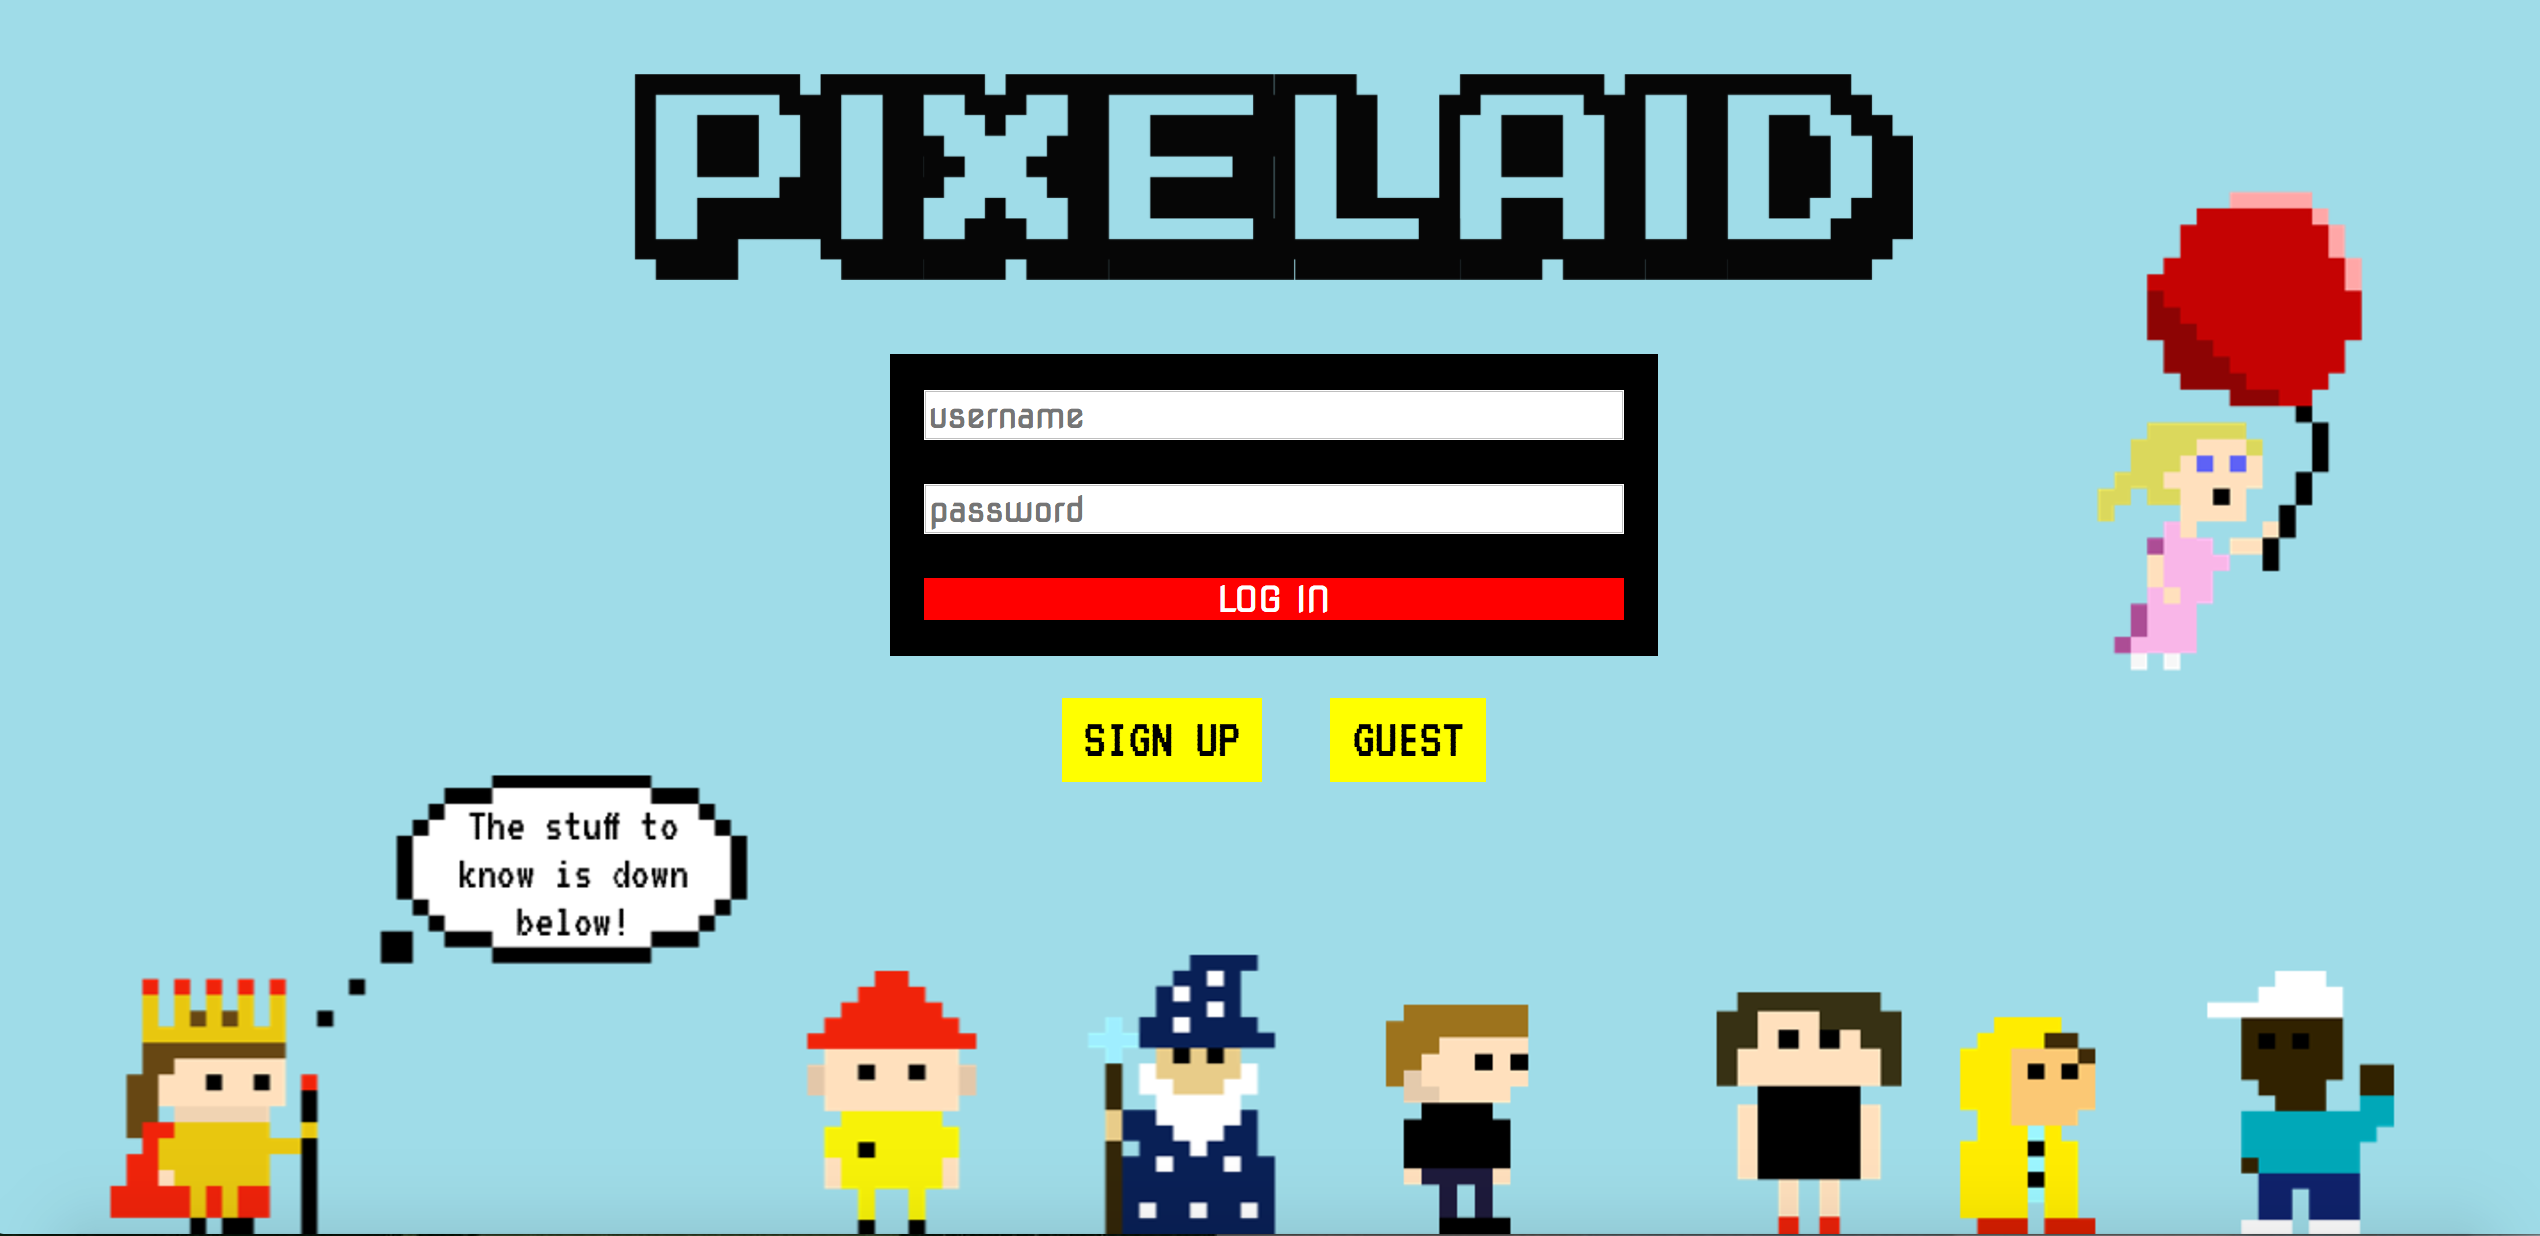 PIXELAID
username
password
LOG IN
SIGN UP
GUEST
The stuff to
know is down
below!